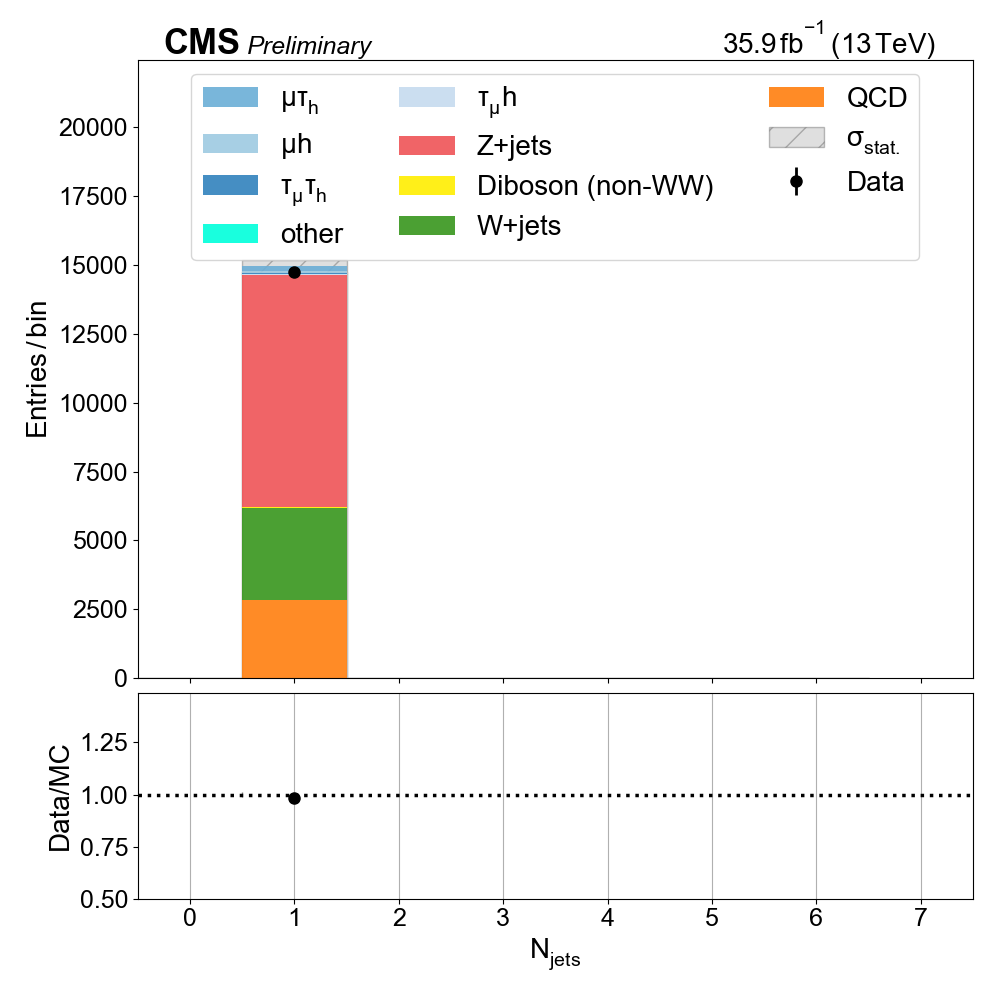 CMS Preliminary 35.9 fb⁻¹ (13 TeV)
μτh τμh QCD
μh Z+jets σstat.
τμτh Diboson (non-WW) Data
other W+jets
Entries / bin
20000
17500
15000
12500
10000
7500
5000
2500
0
Data/MC
1.25
1.00
0.75
0.50
0 1 2 3 4 5 6 7
Njets